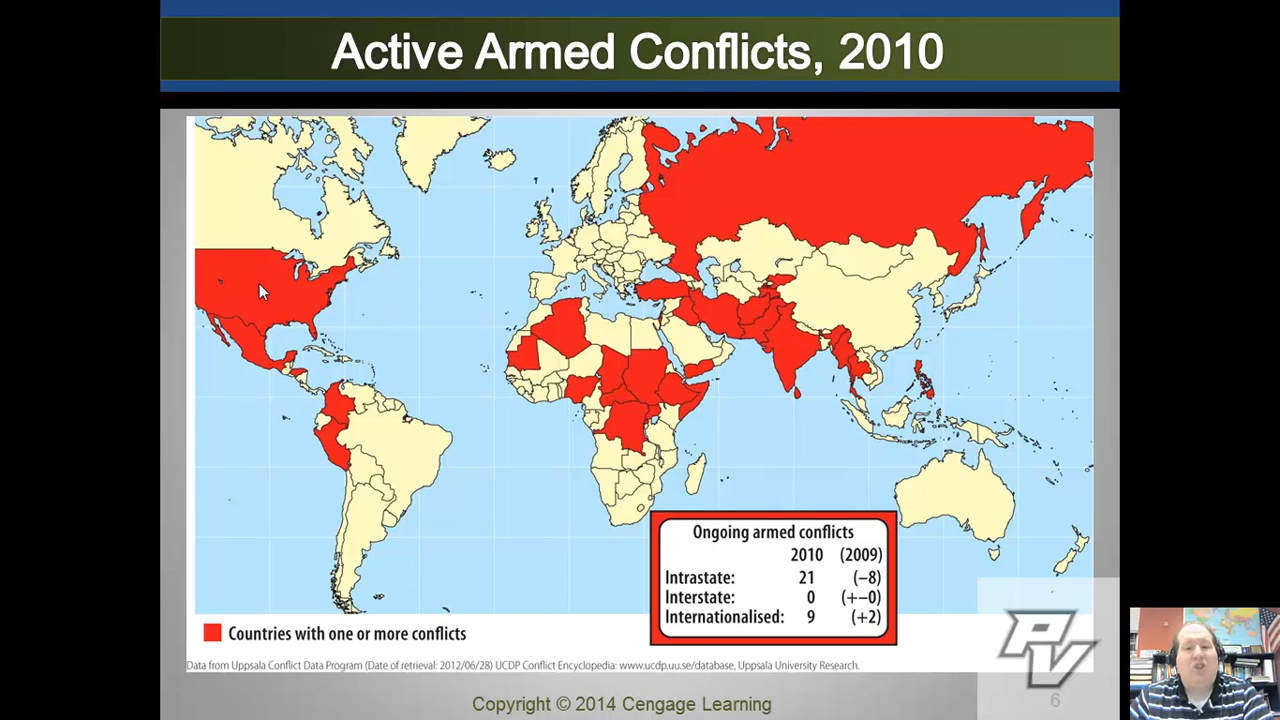 Active Armed Conflicts, 2010
Ongoing armed conflicts
2010 (2009)
Intrastate: 21 (–8)
Interstate: 0 (+–0)
Internationalised: 9 (+2)
Countries with one or more conflicts
Data from Uppsala Conflict Data Program (Date of retrieval: 2012/06/28) UCDP Conflict Encyclopedia: www.ucdp.uu.se/database, Uppsala University Research.
PV
6
Copyright © 2014 Cengage Learning